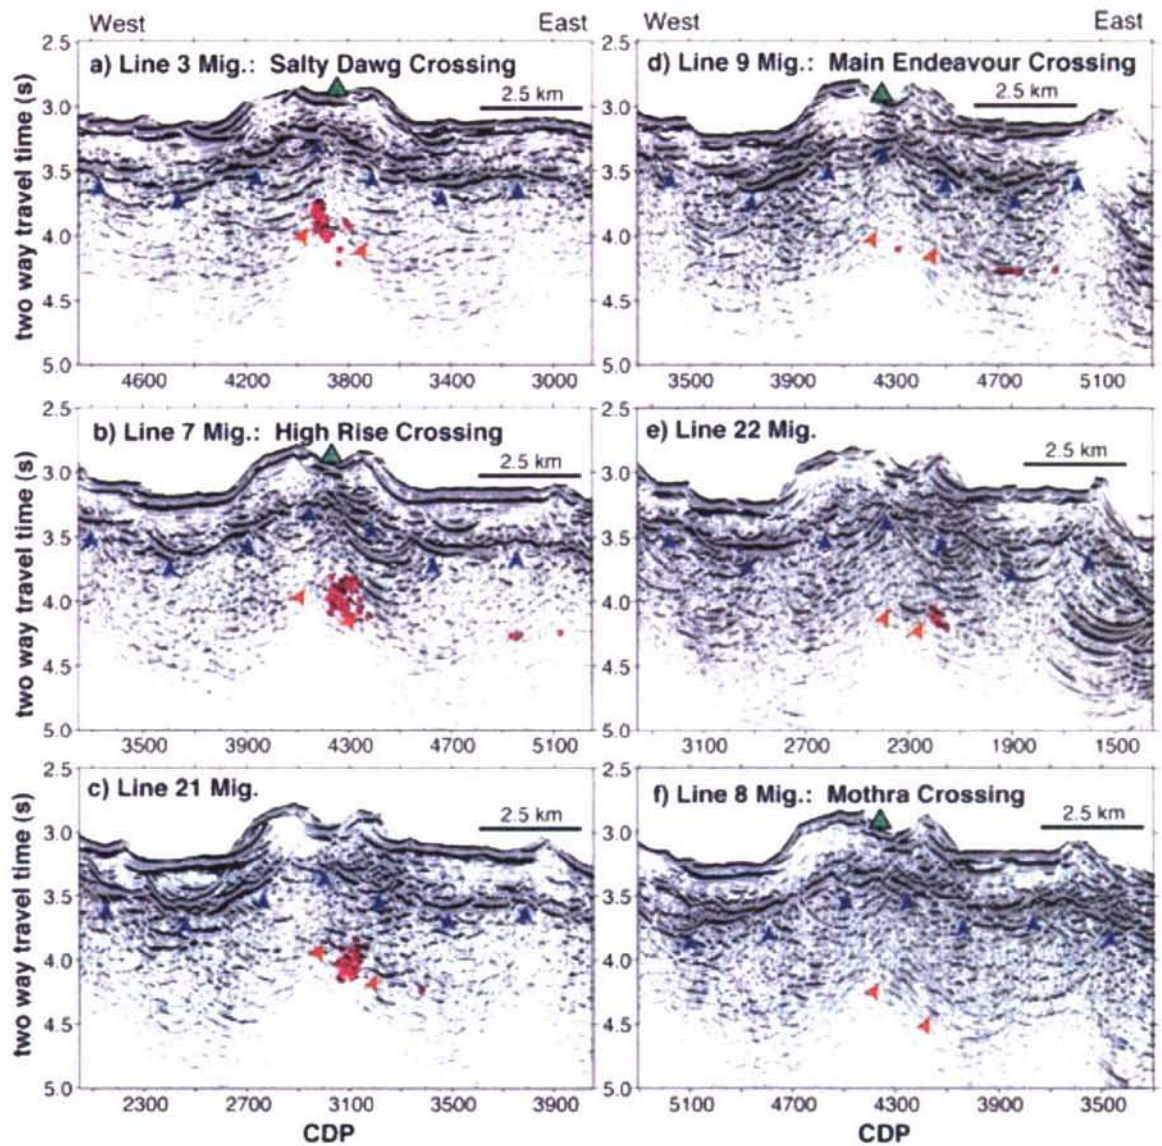 West East West East
a) Line 3 Mig.: Salty Dawg Crossing
2.5 km
two way travel time (s)
2.5
3.0
3.5
4.0
4.5
5.0
4600 4200 3800 3400 3000
d) Line 9 Mig.: Main Endeavour Crossing
2.5 km
2.5
3.0
3.5
4.0
4.5
5.0
3500 3900 4300 4700 5100
b) Line 7 Mig.: High Rise Crossing
2.5 km
two way travel time (s)
2.5
3.0
3.5
4.0
4.5
5.0
3500 3900 4300 4700 5100
e) Line 22 Mig.
2.5 km
2.5
3.0
3.5
4.0
4.5
5.0
3100 2700 2300 1900 1500
c) Line 21 Mig.
2.5 km
two way travel time (s)
2.5
3.0
3.5
4.0
4.5
5.0
2300 2700 3100 3500 3900
CDP
f) Line 8 Mig.: Mothra Crossing
2.5 km
2.5
3.0
3.5
4.0
4.5
5.0
5100 4700 4300 3900 3500
CDP